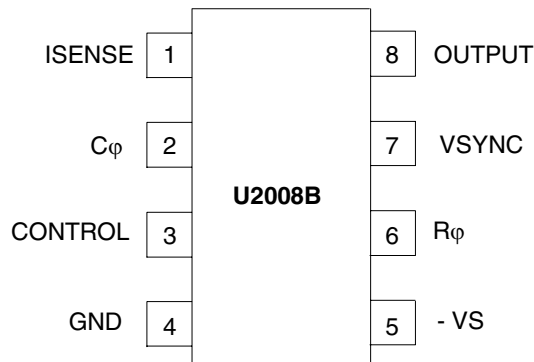 ISENSE 1 8 OUTPUT
Cφ 2 7 VSYNC
U2008B
CONTROL 3 6 Rφ
GND 4 5 - VS